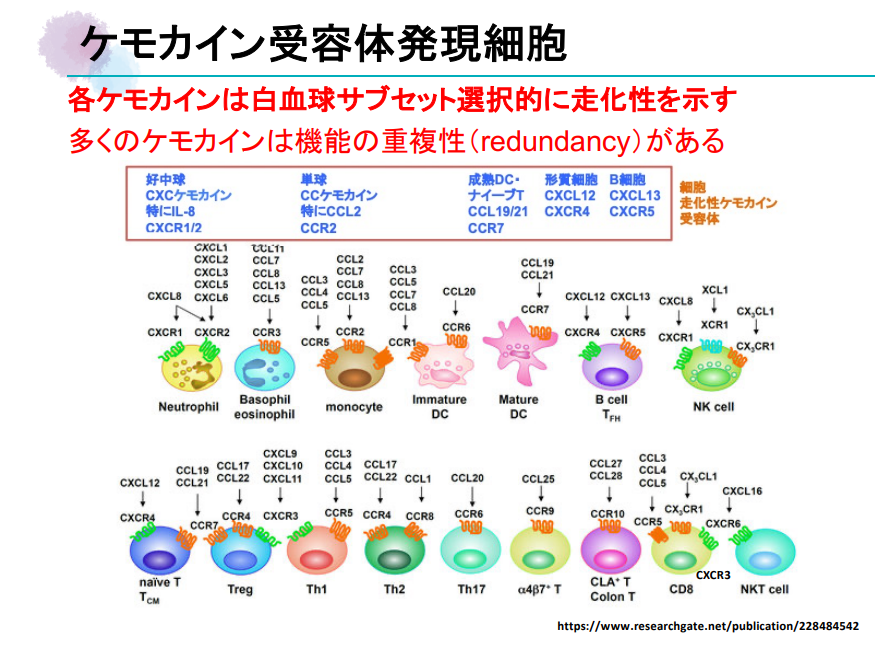 ケモカイン受容体発現細胞
各ケモカインは白血球サブセット選択的に走化性を示す
多くのケモカインは機能の重複性（redundancy）がある
好中球
CXCケモカイン
特にIL-8
CXCR1/2
単球
CCケモカイン
特にCCL2
CCR2
成熟DC・
ナイーブT
CCL19/21
CCR7
形質細胞
CXCL12
CXCR4
B細胞
CXCL13
CXCR5
細胞
走化性ケモカイン
受容体
CXCL8
CXCL1
CXCL2
CXCL3
CXCL5
CXCL6
CXCR1
CXCR2
Neutrophil
CCL11
CCL7
CCL8
CCL13
CCL5
CCR3
Basophil
eosinophil
CCL3
CCL4
CCL5
CCR5
CCL2
CCL7
CCL8
CCL13
CCR2
CCL3
CCL5
CCL7
CCL8
CCR1
monocyte
CCL20
CCR6
Immature
DC
CCL19
CCL21
CCR7
Mature
DC
CXCL12
CXCR4
CXCL13
CXCR5
B cell
TFH
CXCL8
CXCR1
XCL1
XCR1
CX3CL1
CX3CR1
NK cell
CXCL12
CXCR4
CCL19
CCL21
CCR7
naïve T
TCM
CCL17
CCL22
CCR4
CXCL9
CXCL10
CXCL11
CXCR3
Treg
CCL3
CCL4
CCL5
CCR5
Th1
CCL17
CCL22
CCR4
CCL1
CCR8
Th2
CCL20
CCR6
Th17
CCL25
CCR9
α4β7+ T
CCL27
CCL28
CCR10
CLA+ T
Colon T
CCL3
CCL4
CCL5
CCR5
CX3CL1
CX3CR1
CXCR3
CD8
CXCL16
CXCR6
NKT cell
https://www.researchgate.net/publication/228484542